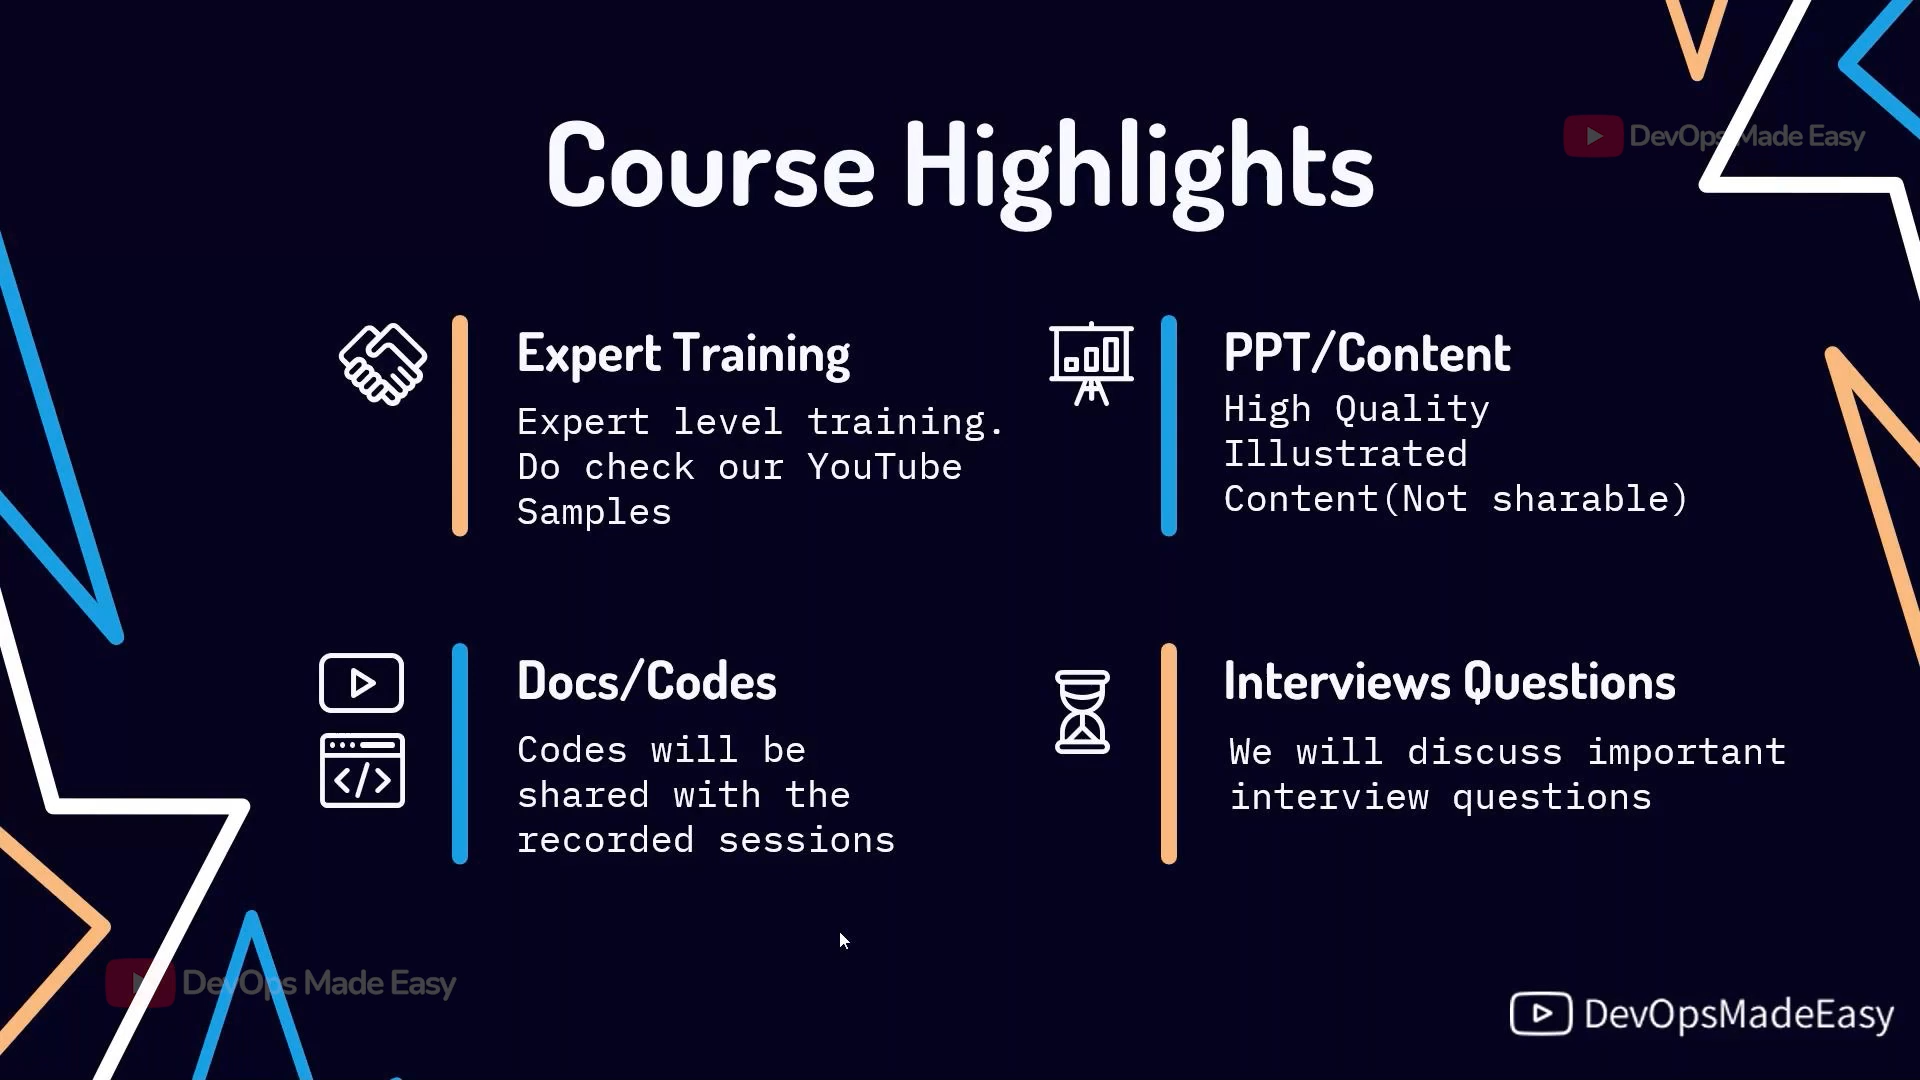 Course Highlights
DevOps Made Easy
Expert Training
Expert level training.
Do check our YouTube
Samples
PPT/Content
High Quality
Illustrated
Content(Not sharable)
Docs/Codes
Codes will be
shared with the
recorded sessions
Interviews Questions
We will discuss important
interview questions
DevOps Made Easy
DevOpsMadeEasy